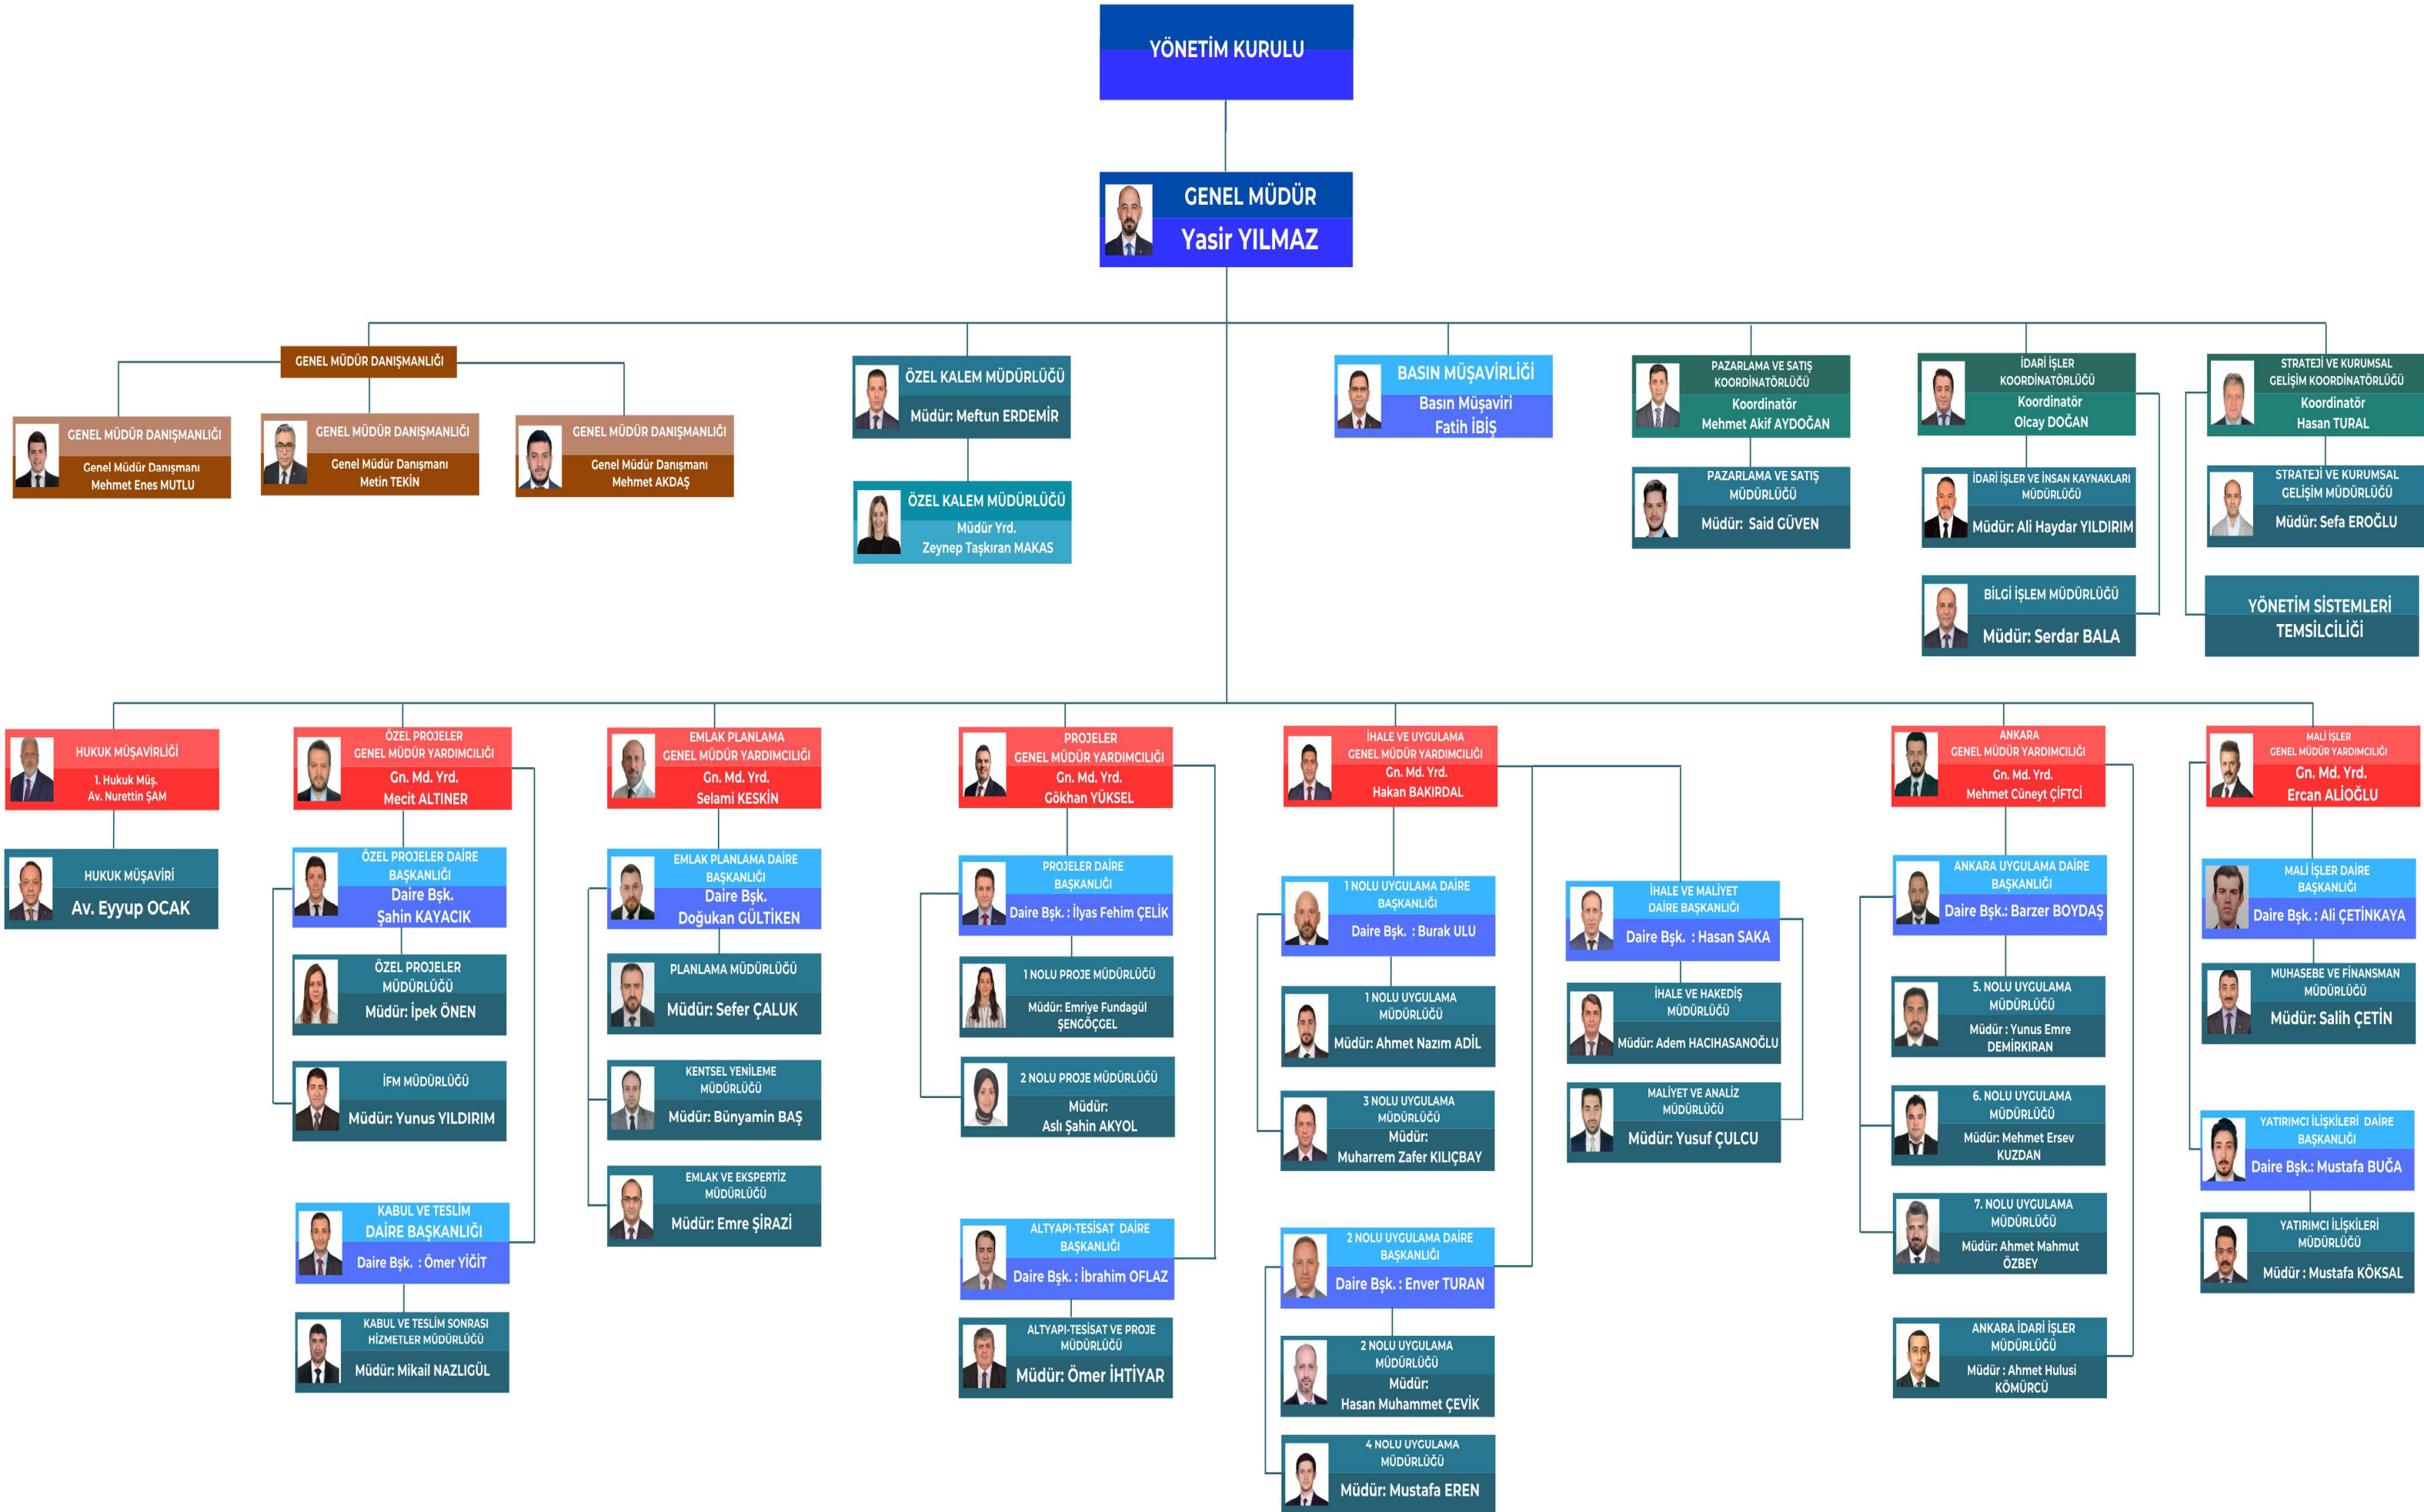 YÖNETİM KURULU
GENEL MÜDÜR
Yasir YILMAZ
GENEL MÜDÜR DANIŞMANLIĞI
GENEL MÜDÜR DANIŞMANLIĞI
Genel Müdür Danışmanı
Mehmet Enes MUTLU
GENEL MÜDÜR DANIŞMANLIĞI
Genel Müdür Danışmanı
Metin TEKİN
GENEL MÜDÜR DANIŞMANLIĞI
Genel Müdür Danışmanı
Mehmet AKDAŞ
ÖZEL KALEM MÜDÜRLÜĞÜ
Müdür: Meftun ERDEMİR
ÖZEL KALEM MÜDÜRLÜĞÜ
Müdür Yrd.
Zeynep Taşkıran MAKAS
BASIN MÜŞAVİRLİĞİ
Basın Müşaviri
Fatih İBİŞ
PAZARLAMA VE SATIŞ
KOORDİNATÖRLÜĞÜ
Koordinatör
Mehmet Akif AYDOĞAN
PAZARLAMA VE SATIŞ
MÜDÜRLÜĞÜ
Müdür: Said GÜVEN
İDARİ İŞLER
KOORDİNATÖRLÜĞÜ
Koordinatör
Olcay DOĞAN
İDARİ İŞLER VE İNSAN KAYNAKLARI
MÜDÜRLÜĞÜ
Müdür: Ali Haydar YILDIRIM
BİLGİ İŞLEM MÜDÜRLÜĞÜ
Müdür: Serdar BALA
STRATEJİ VE KURUMSAL
GELİŞİM KOORDİNATÖRLÜĞÜ
Koordinatör
Hasan TURAL
STRATEJİ VE KURUMSAL
GELİŞİM MÜDÜRLÜĞÜ
Müdür: Sefa EROĞLU
YÖNETİM SİSTEMLERİ
TEMSİLCİLİĞİ
HUKUK MÜŞAVİRLİĞİ
1. Hukuk Müş.
Av. Nurettin ŞAM
HUKUK MÜŞAVİRİ
Av. Eyyup OCAK
ÖZEL PROJELER
GENEL MÜDÜR YARDIMCILIĞI
Gn. Md. Yrd.
Mecit ALTINER
ÖZEL PROJELER DAİRE
BAŞKANLIĞI
Daire Bşk.
Şahin KAYACIK
ÖZEL PROJELER
MÜDÜRLÜĞÜ
Müdür: İpek ÖNEN
İFM MÜDÜRLÜĞÜ
Müdür: Yunus YILDIRIM
KABUL VE TESLİM
DAİRE BAŞKANLIĞI
Daire Bşk. : Ömer YİĞİT
KABUL VE TESLİM SONRASI
HİZMETLER MÜDÜRLÜĞÜ
Müdür: Mikail NAZLIGÜL
EMLAK PLANLAMA
GENEL MÜDÜR YARDIMCILIĞI
Gn. Md. Yrd.
Selami KESKİN
EMLAK PLANLAMA DAİRE
BAŞKANLIĞI
Daire Bşk.
Doğukan GÜLTİKEN
PLANLAMA MÜDÜRLÜĞÜ
Müdür: Sefer ÇALUK
KENTSEL YENİLEME
MÜDÜRLÜĞÜ
Müdür: Bünyamin BAŞ
EMLAK VE EKSPERTİZ
MÜDÜRLÜĞÜ
Müdür: Emre ŞİRAZİ
PROJELER
GENEL MÜDÜR YARDIMCILIĞI
Gn. Md. Yrd.
Gökhan YÜKSEL
PROJELER DAİRE
BAŞKANLIĞI
Daire Bşk. : İlyas Fehim ÇELİK
1 NOLU PROJE MÜDÜRLÜĞÜ
Müdür: Emriye Fundagül
ŞENGÖÇGEL
2 NOLU PROJE MÜDÜRLÜĞÜ
Müdür:
Aslı Şahin AKYOL
ALTYAPI-TESİSAT DAİRE
BAŞKANLIĞI
Daire Bşk. : İbrahim OFLAZ
ALTYAPI-TESİSAT VE PROJE
MÜDÜRLÜĞÜ
Müdür: Ömer İHTİYAR
İHALE VE UYGULAMA
GENEL MÜDÜR YARDIMCILIĞI
Gn. Md. Yrd.
Hakan BAKIRDAL
1 NOLU UYGULAMA DAİRE
BAŞKANLIĞI
Daire Bşk. : Burak ULU
1 NOLU UYGULAMA
MÜDÜRLÜĞÜ
Müdür: Ahmet Nazım ADİL
3 NOLU UYGULAMA
MÜDÜRLÜĞÜ
Müdür:
Muharrem Zafer KILIÇBAY
2 NOLU UYGULAMA DAİRE
BAŞKANLIĞI
Daire Bşk. : Enver TURAN
2 NOLU UYGULAMA
MÜDÜRLÜĞÜ
Müdür:
Hasan Muhammet ÇEVİK
4 NOLU UYGULAMA
MÜDÜRLÜĞÜ
Müdür: Mustafa EREN
İHALE VE MALİYET
DAİRE BAŞKANLIĞI
Daire Bşk. : Hasan SAKA
İHALE VE HAKEDİŞ
MÜDÜRLÜĞÜ
Müdür: Adem HACIHASANOĞLU
MALİYET VE ANALİZ
MÜDÜRLÜĞÜ
Müdür: Yusuf ÇULCU
ANKARA
GENEL MÜDÜR YARDIMCILIĞI
Gn. Md. Yrd.
Mehmet Cüneyt ÇİFTCİ
ANKARA UYGULAMA DAİRE
BAŞKANLIĞI
Daire Bşk.: Barzer BOYDAŞ
5. NOLU UYGULAMA
MÜDÜRLÜĞÜ
Müdür : Yunus Emre
DEMİRKIRAN
6. NOLU UYGULAMA
MÜDÜRLÜĞÜ
Müdür: Mehmet Ersev
KUZDAN
7. NOLU UYGULAMA
MÜDÜRLÜĞÜ
Müdür: Ahmet Mahmut
ÖZBEY
ANKARA İDARİ İŞLER
MÜDÜRLÜĞÜ
Müdür : Ahmet Hulusi
KÖMÜRCÜ
MALİ İŞLER
GENEL MÜDÜR YARDIMCILIĞI
Gn. Md. Yrd.
Ercan ALİOĞLU
MALİ İŞLER DAİRE
BAŞKANLIĞI
Daire Bşk. : Ali ÇETİNKAYA
MUHASEBE VE FİNANSMAN
MÜDÜRLÜĞÜ
Müdür: Salih ÇETİN
YATIRIMCI İLİŞKİLERİ DAİRE
BAŞKANLIĞI
Daire Bşk.: Mustafa BUĞA
YATIRIMCI İLİŞKİLERİ
MÜDÜRLÜĞÜ
Müdür : Mustafa KÖKSAL